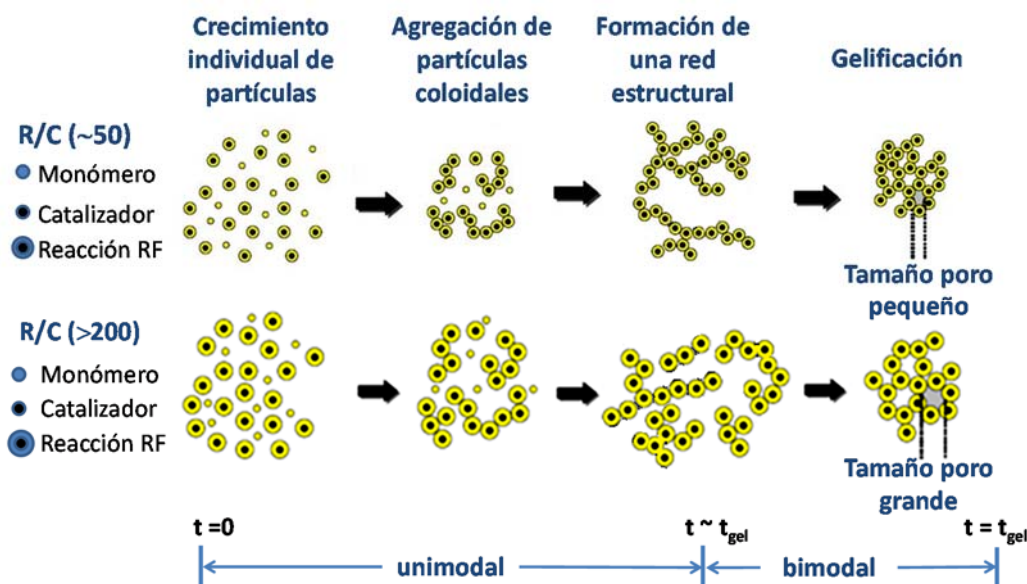 Crecimiento
individual de
partículas
Agregación de
partículas
coloidales
Formación de
una red
estructural
Gelificación
R/C (~50)
Monómero
Catalizador
Reacción RF
Tamaño poro
pequeño
R/C (>200)
Monómero
Catalizador
Reacción RF
Tamaño poro
grande
t =0
t ~ tgel
t = tgel
unimodal
bimodal